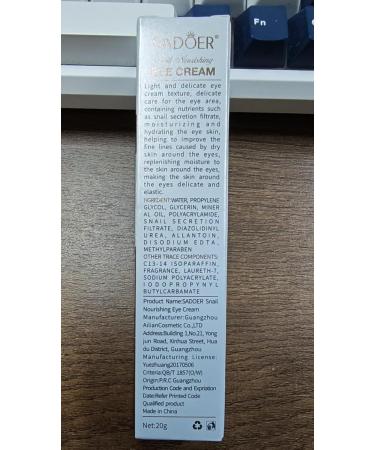 Fn
SADOER
Snail Nourishing
EYE CREAM
Light and delicate eye
cream texture, delicate
care for the eye area,
containing nutrients such
as snail secretion filtrate,
moisturizing and
hydrating the eye skin,
helping to improve the
fine lines caused by dry
skin around the eyes,
replenishing moisture to
the skin around the eyes,
making the skin around
the eyes delicate and
elastic.
INGRIDIENT:WATER, PROPYLENE
GLYCOL, GLYCERIN, MINER
AL OIL, POLYACRYLAMIDE,
SNAIL SECRETION
FILTRATE, DIAZOLIDINYL
UREA, ALLANTOIN,
DISODIUM EDTA,
METHYLPARABEN
OTHER TRACE COMPONENTS:
C13-14 ISOPARAFFIN,
FRAGRANCE, LAURETH-7,
SODIUM POLYACRYLATE,
IODOPROPYNYL
BUTYLCARBAMATE
Product Name:SADOER Snail
Nourishing Eye Cream
Manufacturer:Guangzhou
AilianCosmetic Co.,LTD
Address:Building 1,No.21, Yong
jun Road, Xinhua Street, Hua
du District, Guangzhou
Manufacturing License:
Yuezhuang20170506
Criteria:QB/T 1857(O/W)
Origin:P.R.C Guangzhou
Production Code and Expriation
Date:Refer Printed Code
Qualified product
Made in China
Net:20g